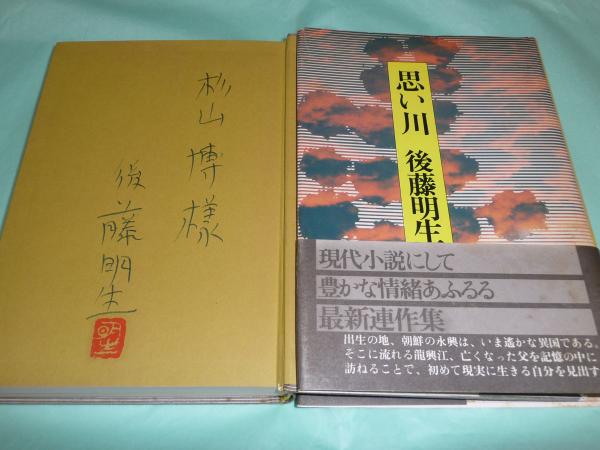 杉山博様
後藤明生
明生
思い川
後藤明生
現代小説にして
豊かな情緒あふるる
最新連作集
出生の地、朝鮮の永興は、いま遙かな異国である。
そこに流れる龍興江、亡くなった父を記憶の中に
訪ねることで、初めて現実に生きる自分を見出す